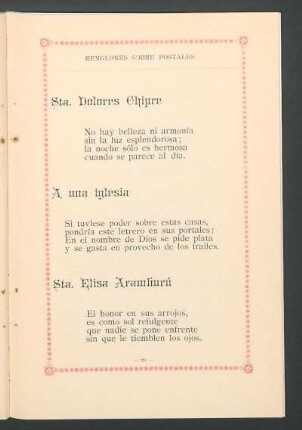 RENGLONES SOBRE POSTALES
Sta. Dolores Chipre
No hay belleza ni armonía
sin la luz esplendorosa;
la noche sólo es hermosa
cuando se parece al día.
A una iglesia
Si tuviese poder sobre estas casas,
pondría este letrero en sus portales:
En el nombre de Dios se pide plata
y se gasta en provecho de los frailes.
Sta. Elisa Aramburú
El honor en sus arrojos,
es como sol refulgente
que nadie se pone enfrente
sin que le tiemblen los ojos.